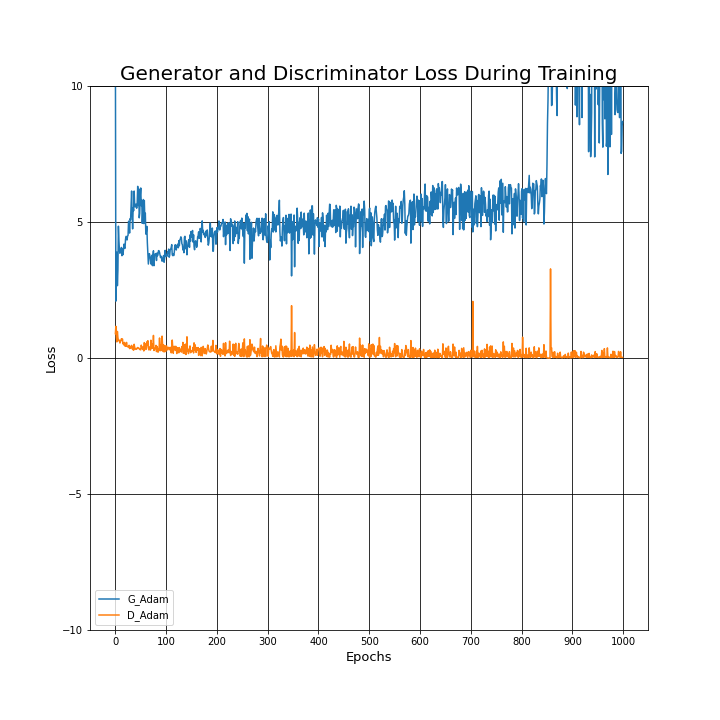 Generator and Discriminator Loss During Training
10
5
0
−5
−10
Loss
G_Adam
D_Adam
0 100 200 300 400 500 600 700 800 900 1000
Epochs